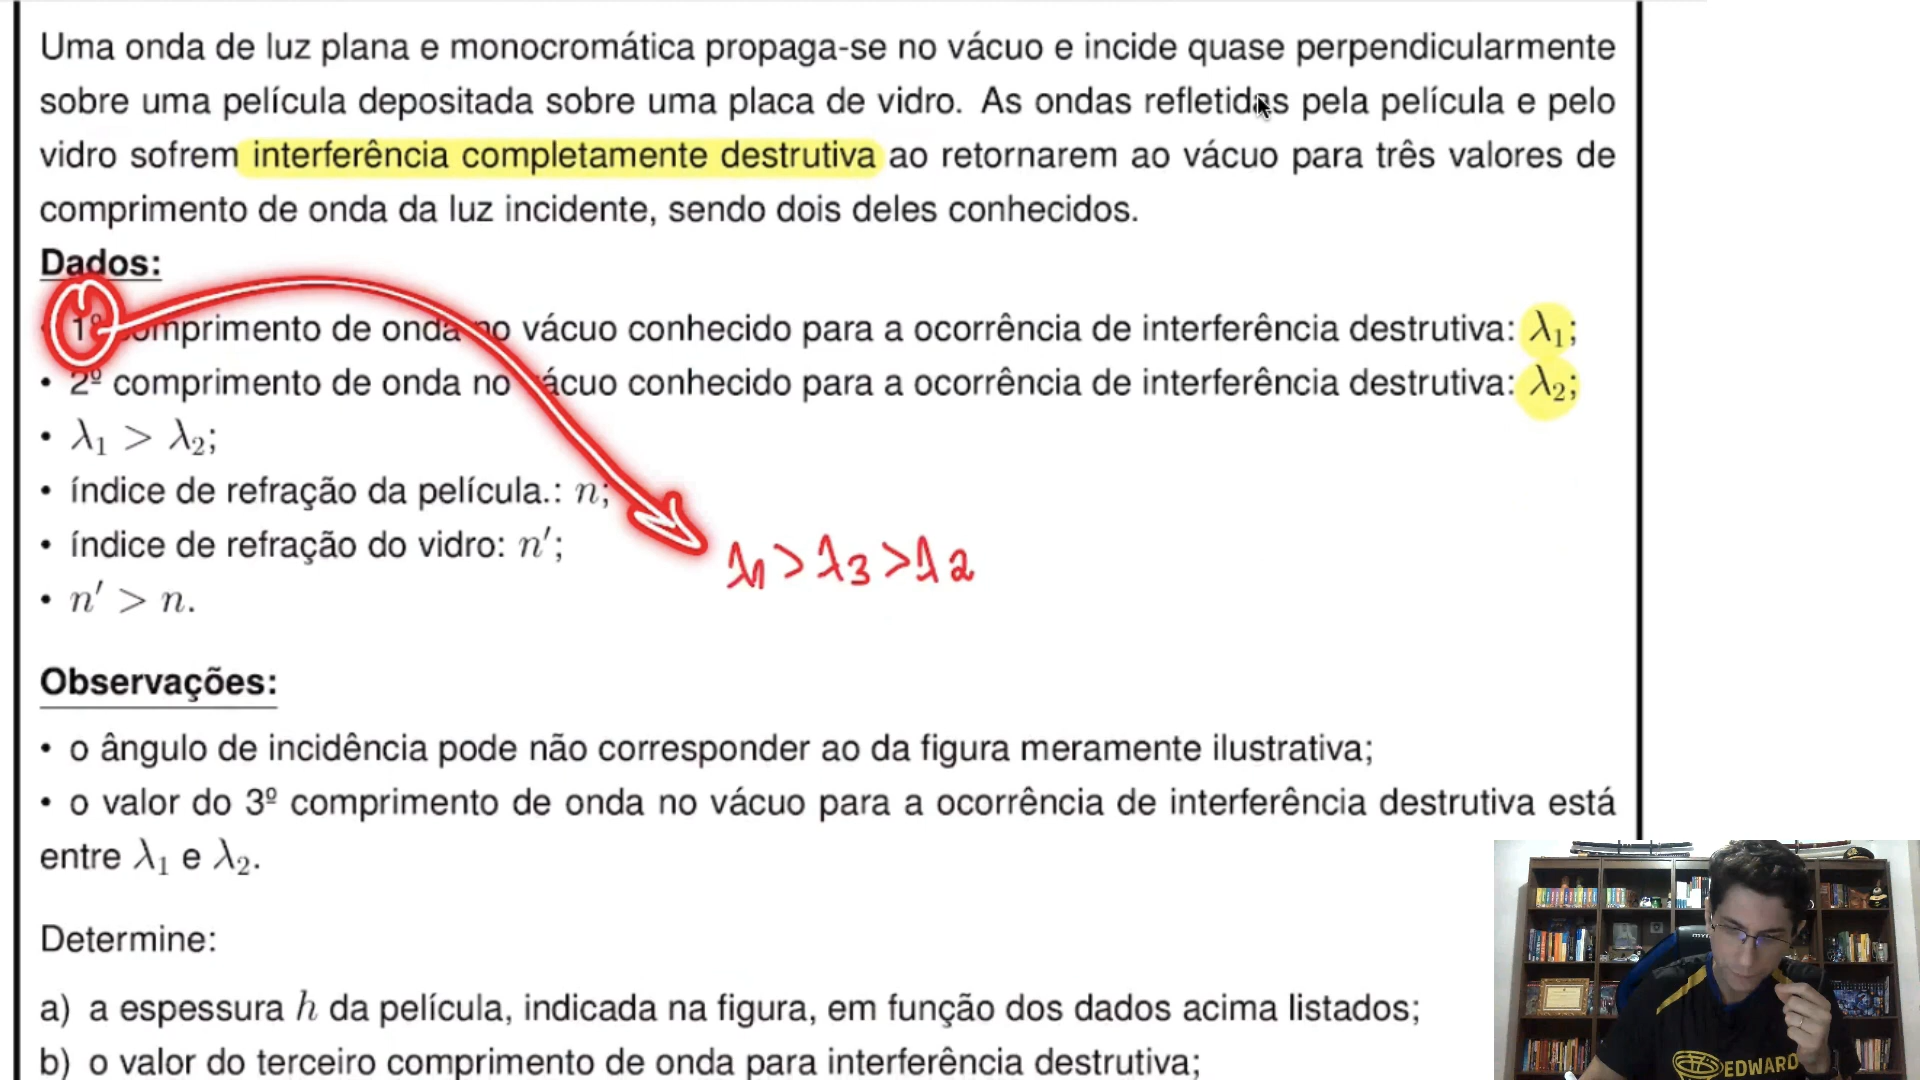 Uma onda de luz plana e monocromática propaga-se no vácuo e incide quase perpendicularmente
sobre uma película depositada sobre uma placa de vidro. As ondas refletidas pela película e pelo
vidro sofrem interferência completamente destrutiva ao retornarem ao vácuo para três valores de
comprimento de onda da luz incidente, sendo dois deles conhecidos.
Dados:
• 1º comprimento de onda no vácuo conhecido para a ocorrência de interferência destrutiva: λ₁;
• 2º comprimento de onda no vácuo conhecido para a ocorrência de interferência destrutiva: λ₂;
• λ₁ > λ₂;
• índice de refração da película.: n;
• índice de refração do vidro: n′;
λ1 > λ3 > λ2
• n′ > n.
Observações:
• o ângulo de incidência pode não corresponder ao da figura meramente ilustrativa;
• o valor do 3º comprimento de onda no vácuo para a ocorrência de interferência destrutiva está
entre λ₁ e λ₂.
Determine:
a) a espessura h da película, indicada na figura, em função dos dados acima listados;
b) o valor do terceiro comprimento de onda para interferência destrutiva;
EDWARD